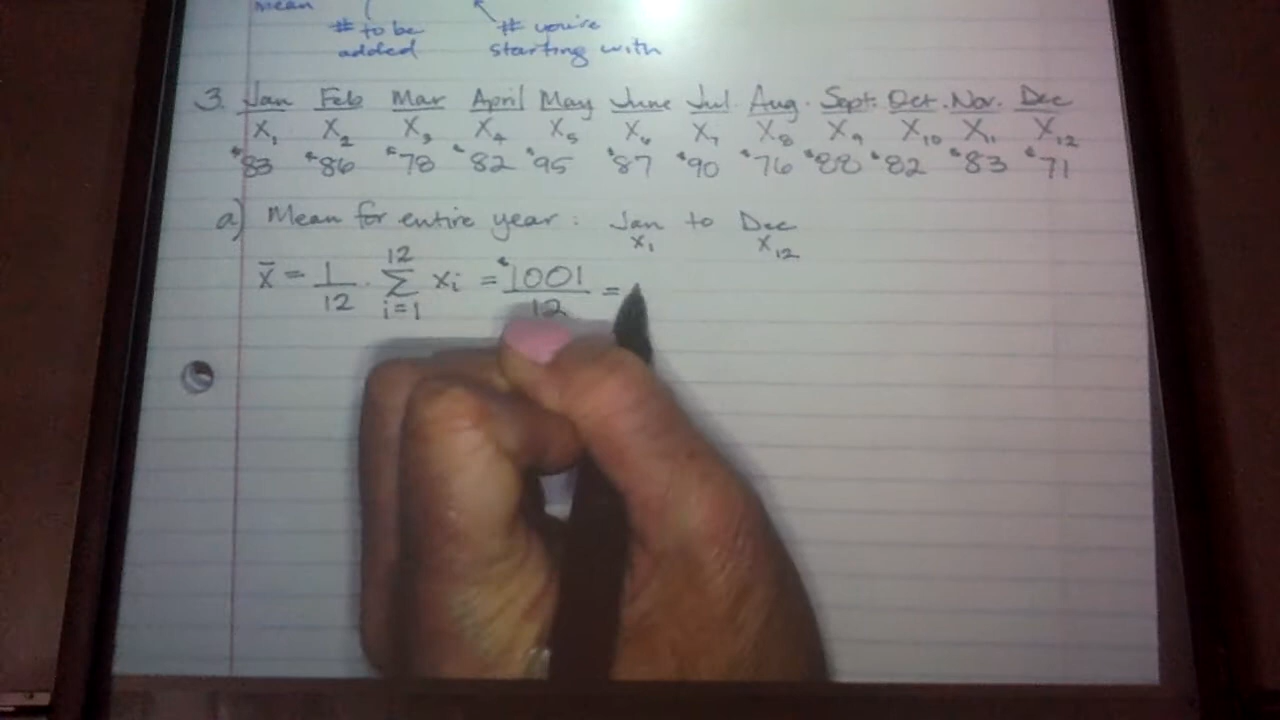 mean
# to be # you're
added starting with
3. Jan Feb Mar April May June Jul. Aug. Sept. Oct. Nov. Dec
x₁ x₂ x₃ x₄ x₅ x₆ x₇ x₈ x₉ x₁₀ x₁₁ x₁₂
$83 $86 $78 $82 $95 $87 $90 $76 $88 $82 $83 $71
a) Mean for entire year: Jan to Dec
x₁ x₁₂
12
x̄ = 1 · Σ xᵢ = $1001 =
12 i=1 12